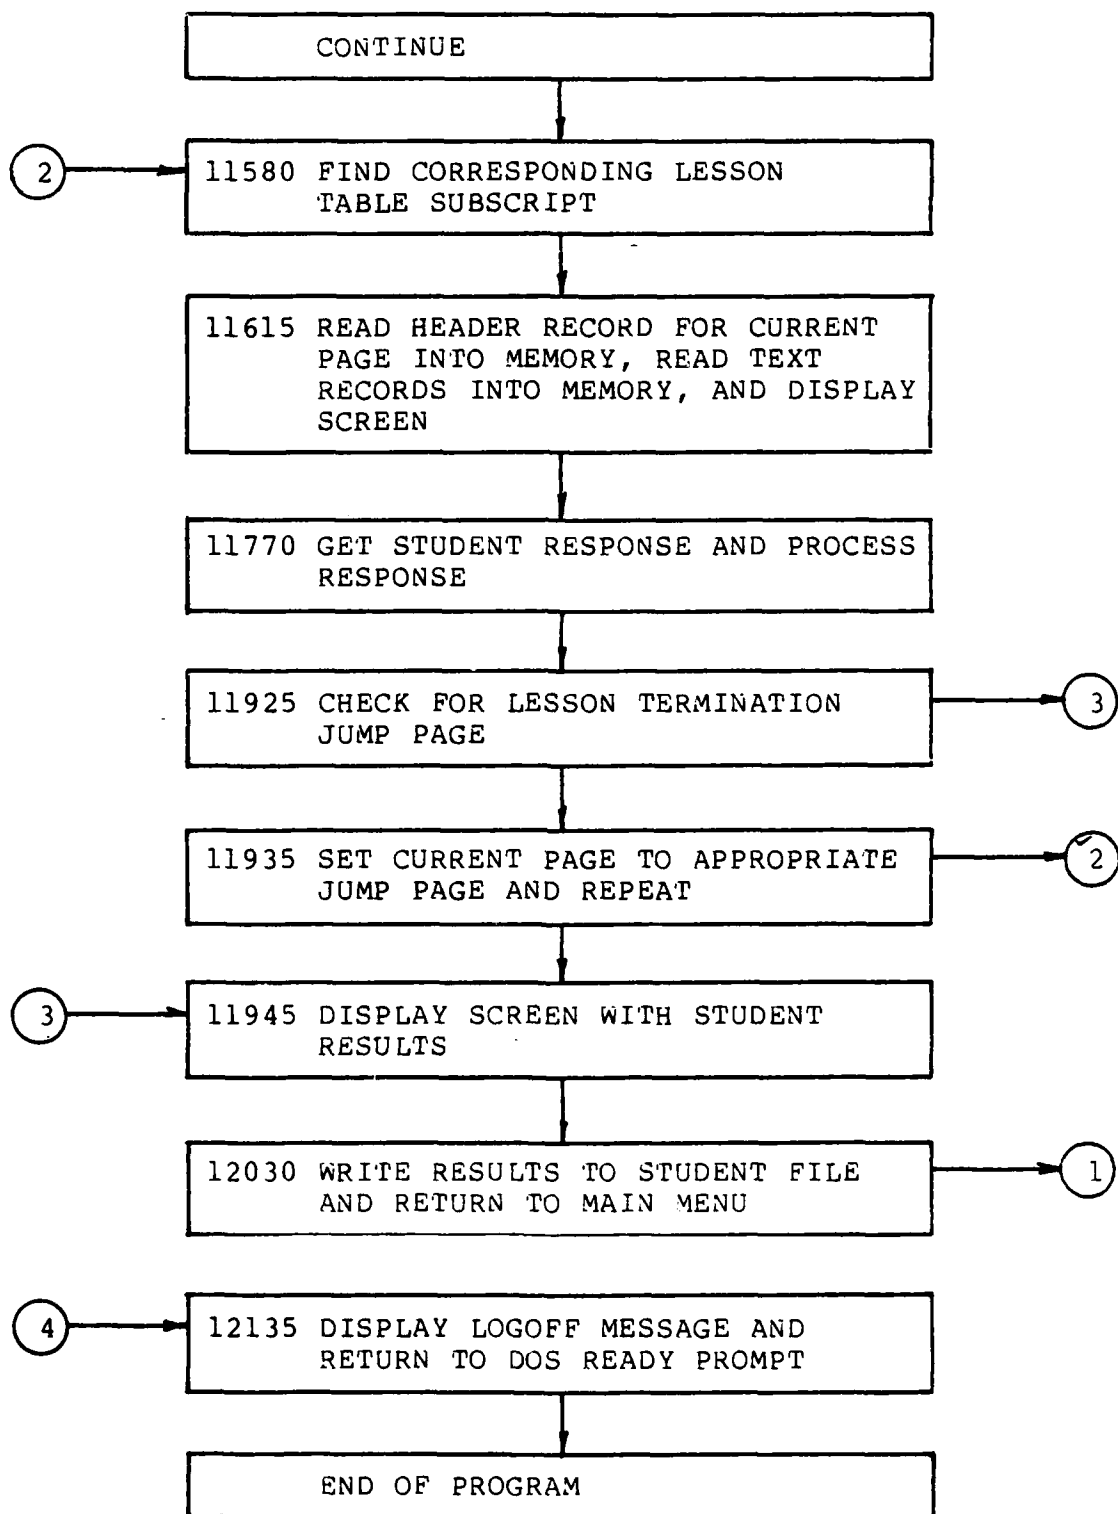 CONTINUE
2
11580 FIND CORRESPONDING LESSON
TABLE SUBSCRIPT
11615 READ HEADER RECORD FOR CURRENT
PAGE INTO MEMORY, READ TEXT
RECORDS INTO MEMORY, AND DISPLAY
SCREEN
11770 GET STUDENT RESPONSE AND PROCESS
RESPONSE
11925 CHECK FOR LESSON TERMINATION
JUMP PAGE
3
11935 SET CURRENT PAGE TO APPROPRIATE
JUMP PAGE AND REPEAT
2
3
11945 DISPLAY SCREEN WITH STUDENT
RESULTS
12030 WRITE RESULTS TO STUDENT FILE
AND RETURN TO MAIN MENU
1
4
12135 DISPLAY LOGOFF MESSAGE AND
RETURN TO DOS READY PROMPT
END OF PROGRAM